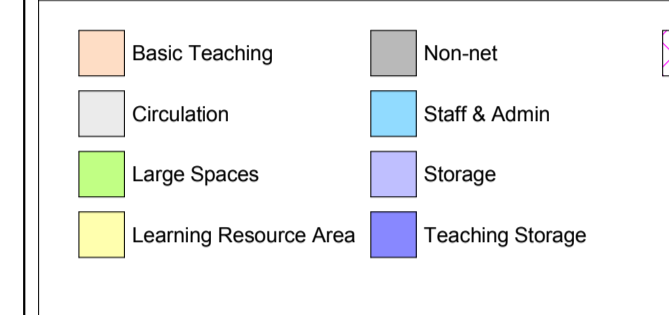 Basic Teaching
Circulation
Large Spaces
Learning Resource Area
Non-net
Staff & Admin
Storage
Teaching Storage